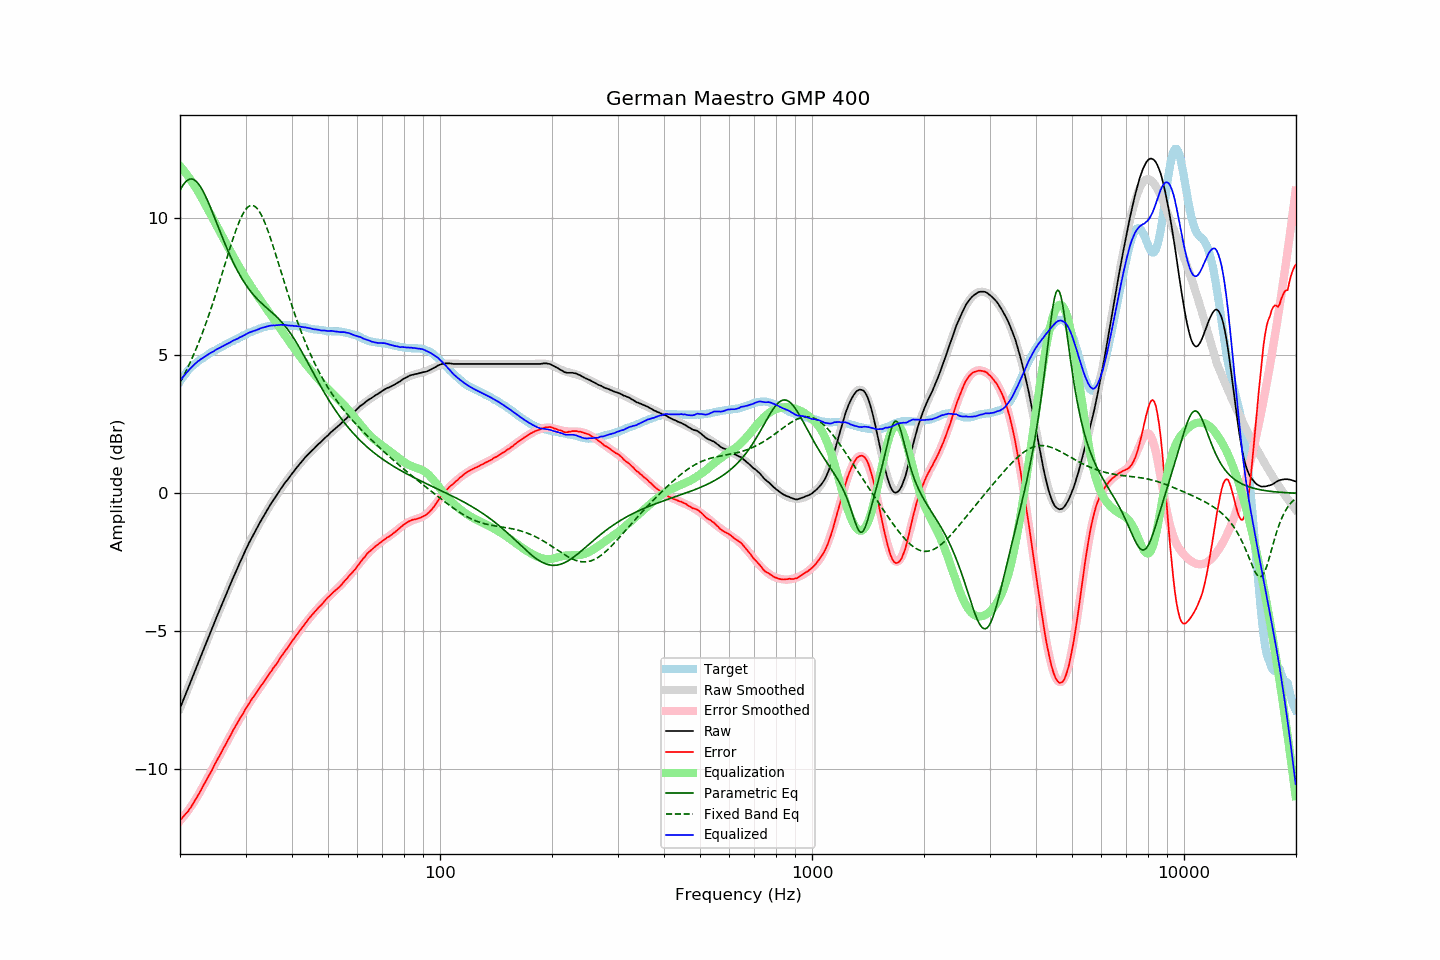 German Maestro GMP 400
Amplitude (dBr)
10
5
0
−5
−10
Target
Raw Smoothed
Error Smoothed
Raw
Error
Equalization
Parametric Eq
Fixed Band Eq
Equalized
100
1000
10000
Frequency (Hz)